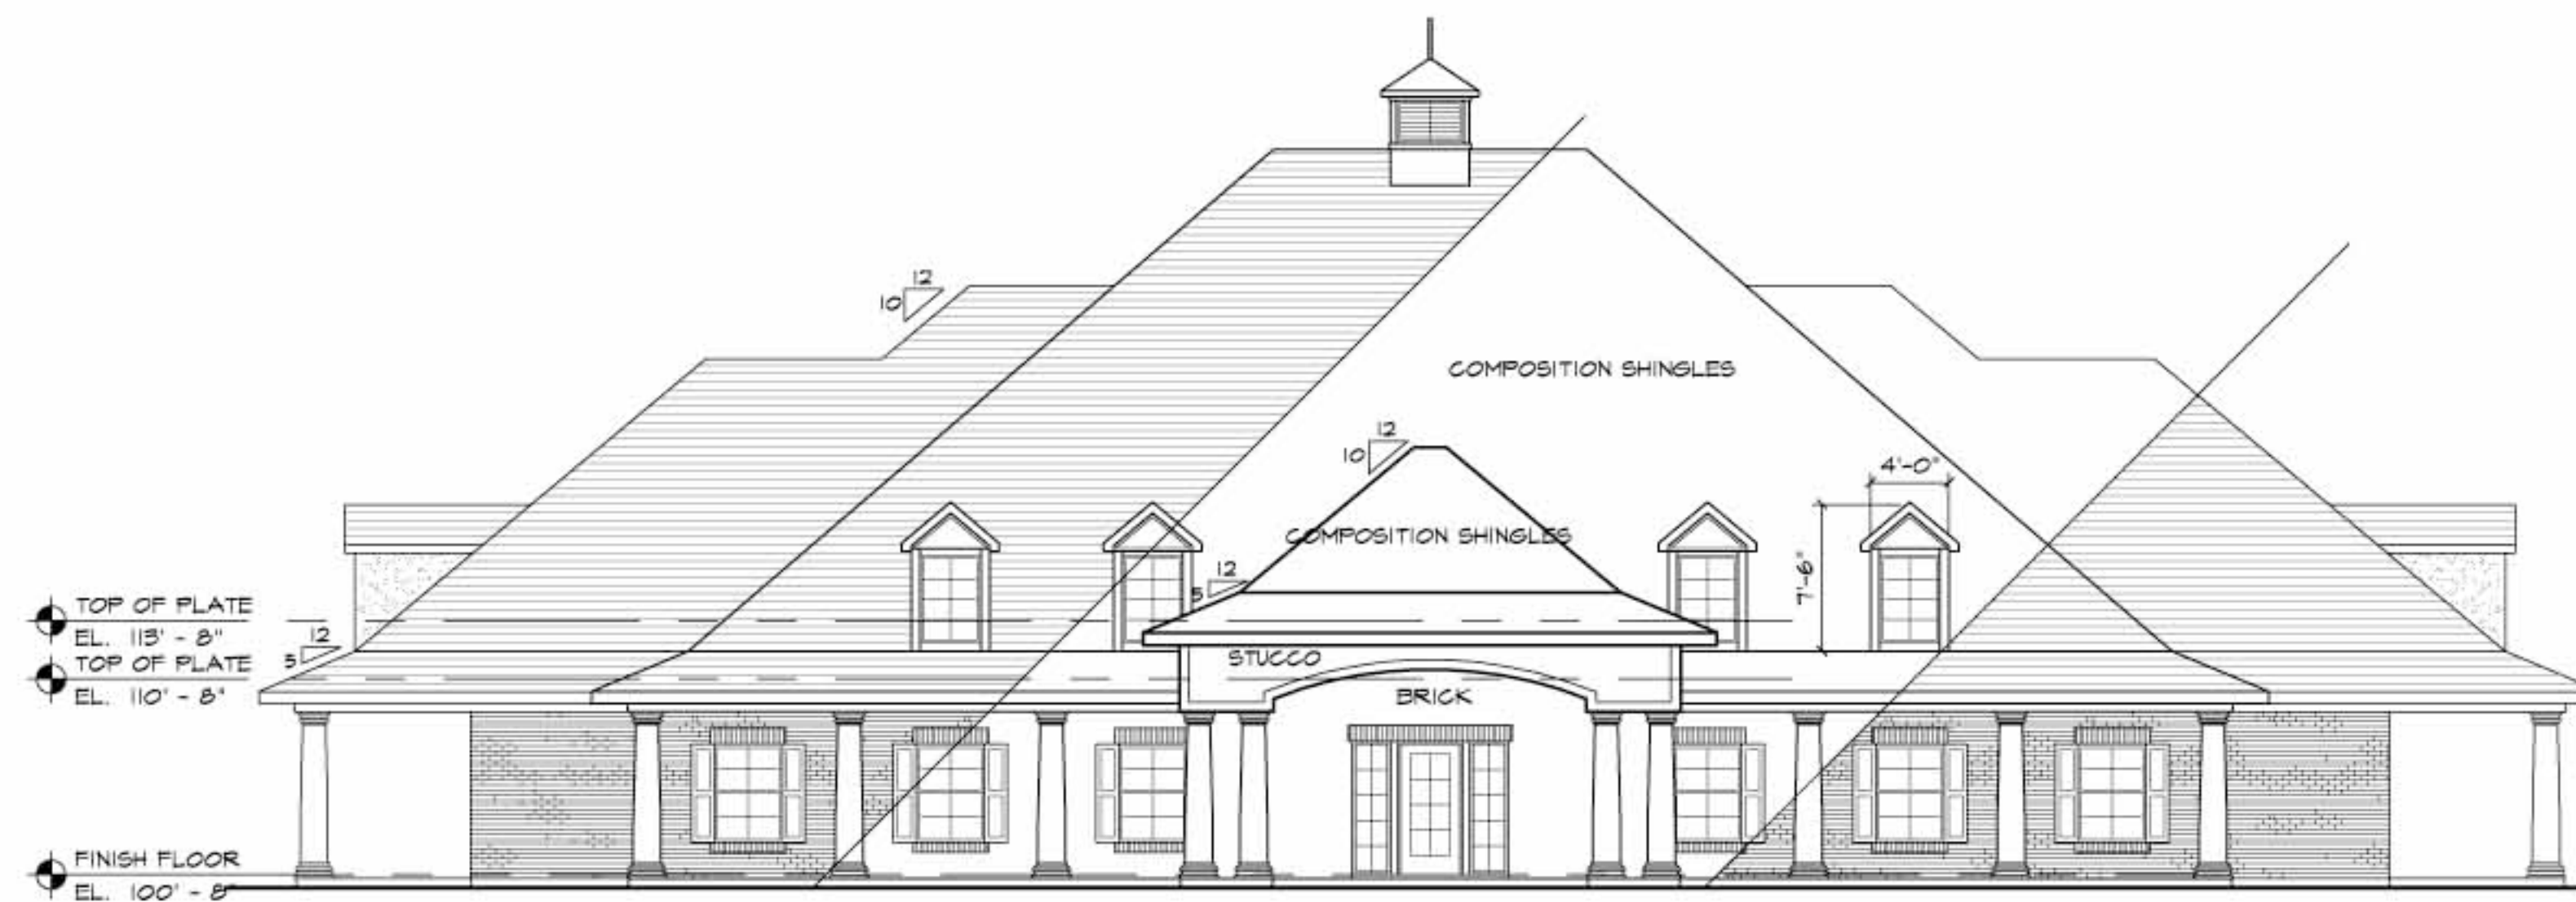 12
10
COMPOSITION SHINGLES
12
10
4'-0"
COMPOSITION SHINGLES
7'-6"
12
5
TOP OF PLATE
EL. 113' - 8"
12
5
TOP OF PLATE
EL. 110' - 8"
STUCCO
BRICK
FINISH FLOOR
EL. 100' - 8"